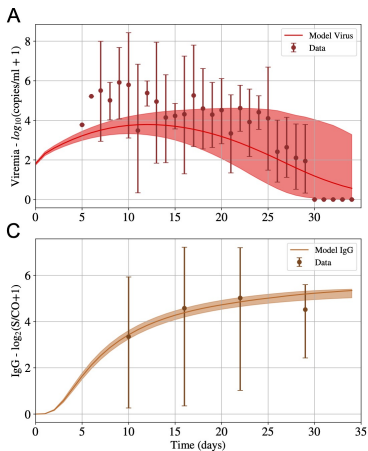 A
Model Virus
Data
Viremia - log₁₀(copies/ml + 1)
8
6
4
2
0
0 5 10 15 20 25 30 35
C
Model IgG
Data
IgG - log₂(S/CO+1)
6
4
2
0
0 5 10 15 20 25 30 35
Time (days)